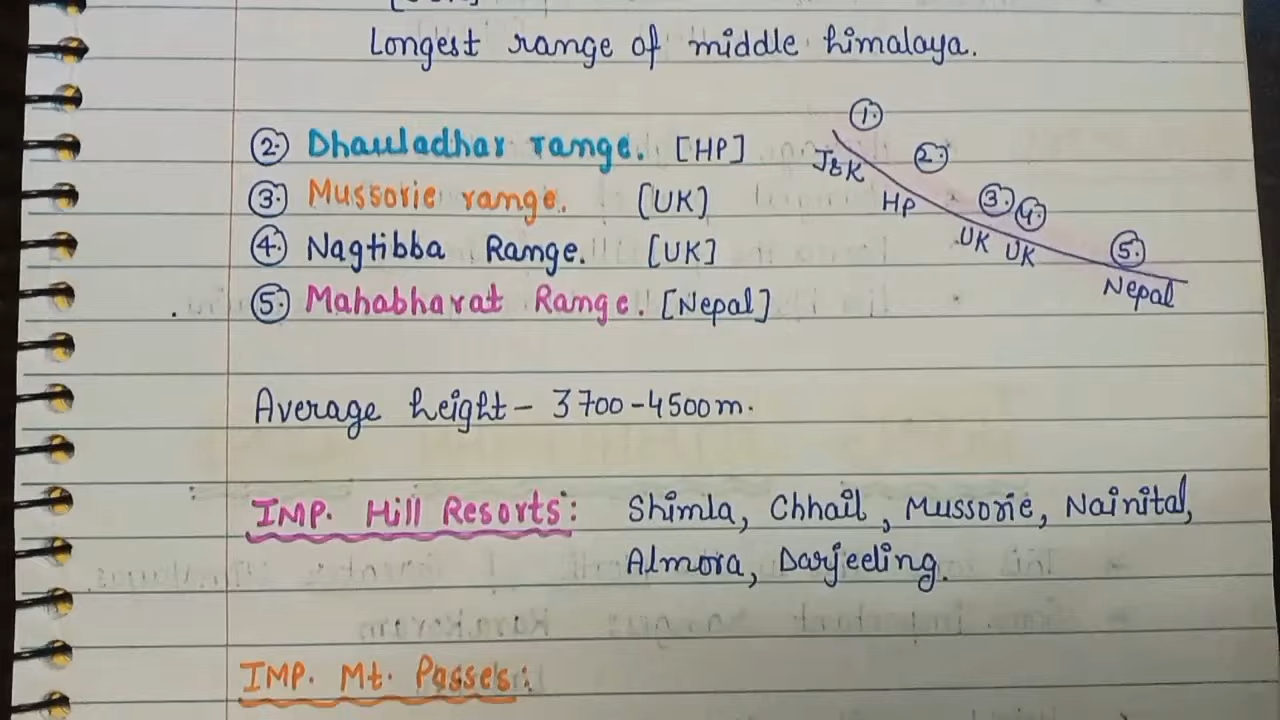 Longest range of middle himalaya.
②. Dhauladhar range. [HP]
③. Mussorie range. [UK]
④. Nagtibba Range. [UK]
⑤. Mahabharat Range. [Nepal]
①.
J&K
②.
HP
③. ④.
UK UK
⑤.
Nepal
Average height - 3700-4500m.
IMP. Hill Resorts: Shimla, Chhail, Mussorie, Nainital,
Almora, Darjeeling.
IMP. Mt. Passes: